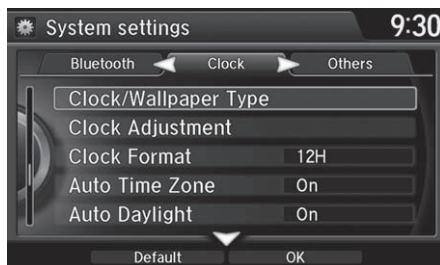 System settings 9:30
Bluetooth Clock Others
Clock/Wallpaper Type
Clock Adjustment
Clock Format 12H
Auto Time Zone On
Auto Daylight On
Default OK